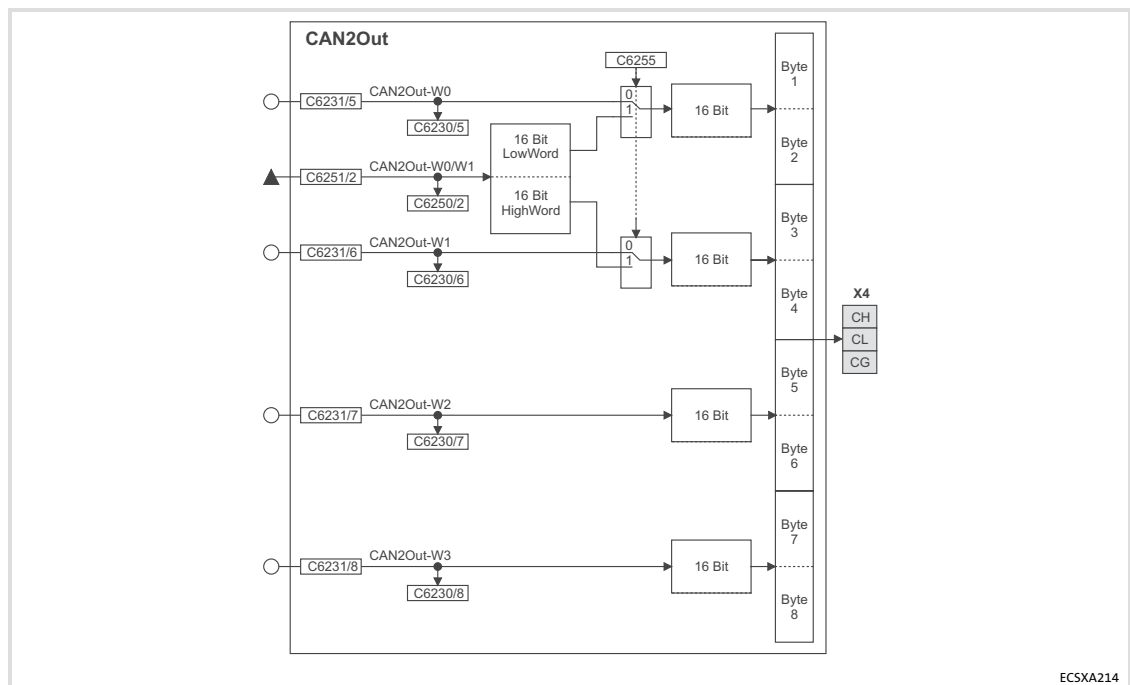 CAN2Out
C6255
Byte
1
C6231/5
CAN2Out-W0
0
1
16 Bit
C6230/5
16 Bit
LowWord
Byte
2
C6251/2
CAN2Out-W0/W1
C6250/2
16 Bit
HighWord
Byte
3
C6231/6
CAN2Out-W1
0
1
16 Bit
C6230/6
Byte
4
X4
CH
CL
CG
Byte
5
C6231/7
CAN2Out-W2
16 Bit
C6230/7
Byte
6
Byte
7
C6231/8
CAN2Out-W3
16 Bit
C6230/8
Byte
8
ECSXA214